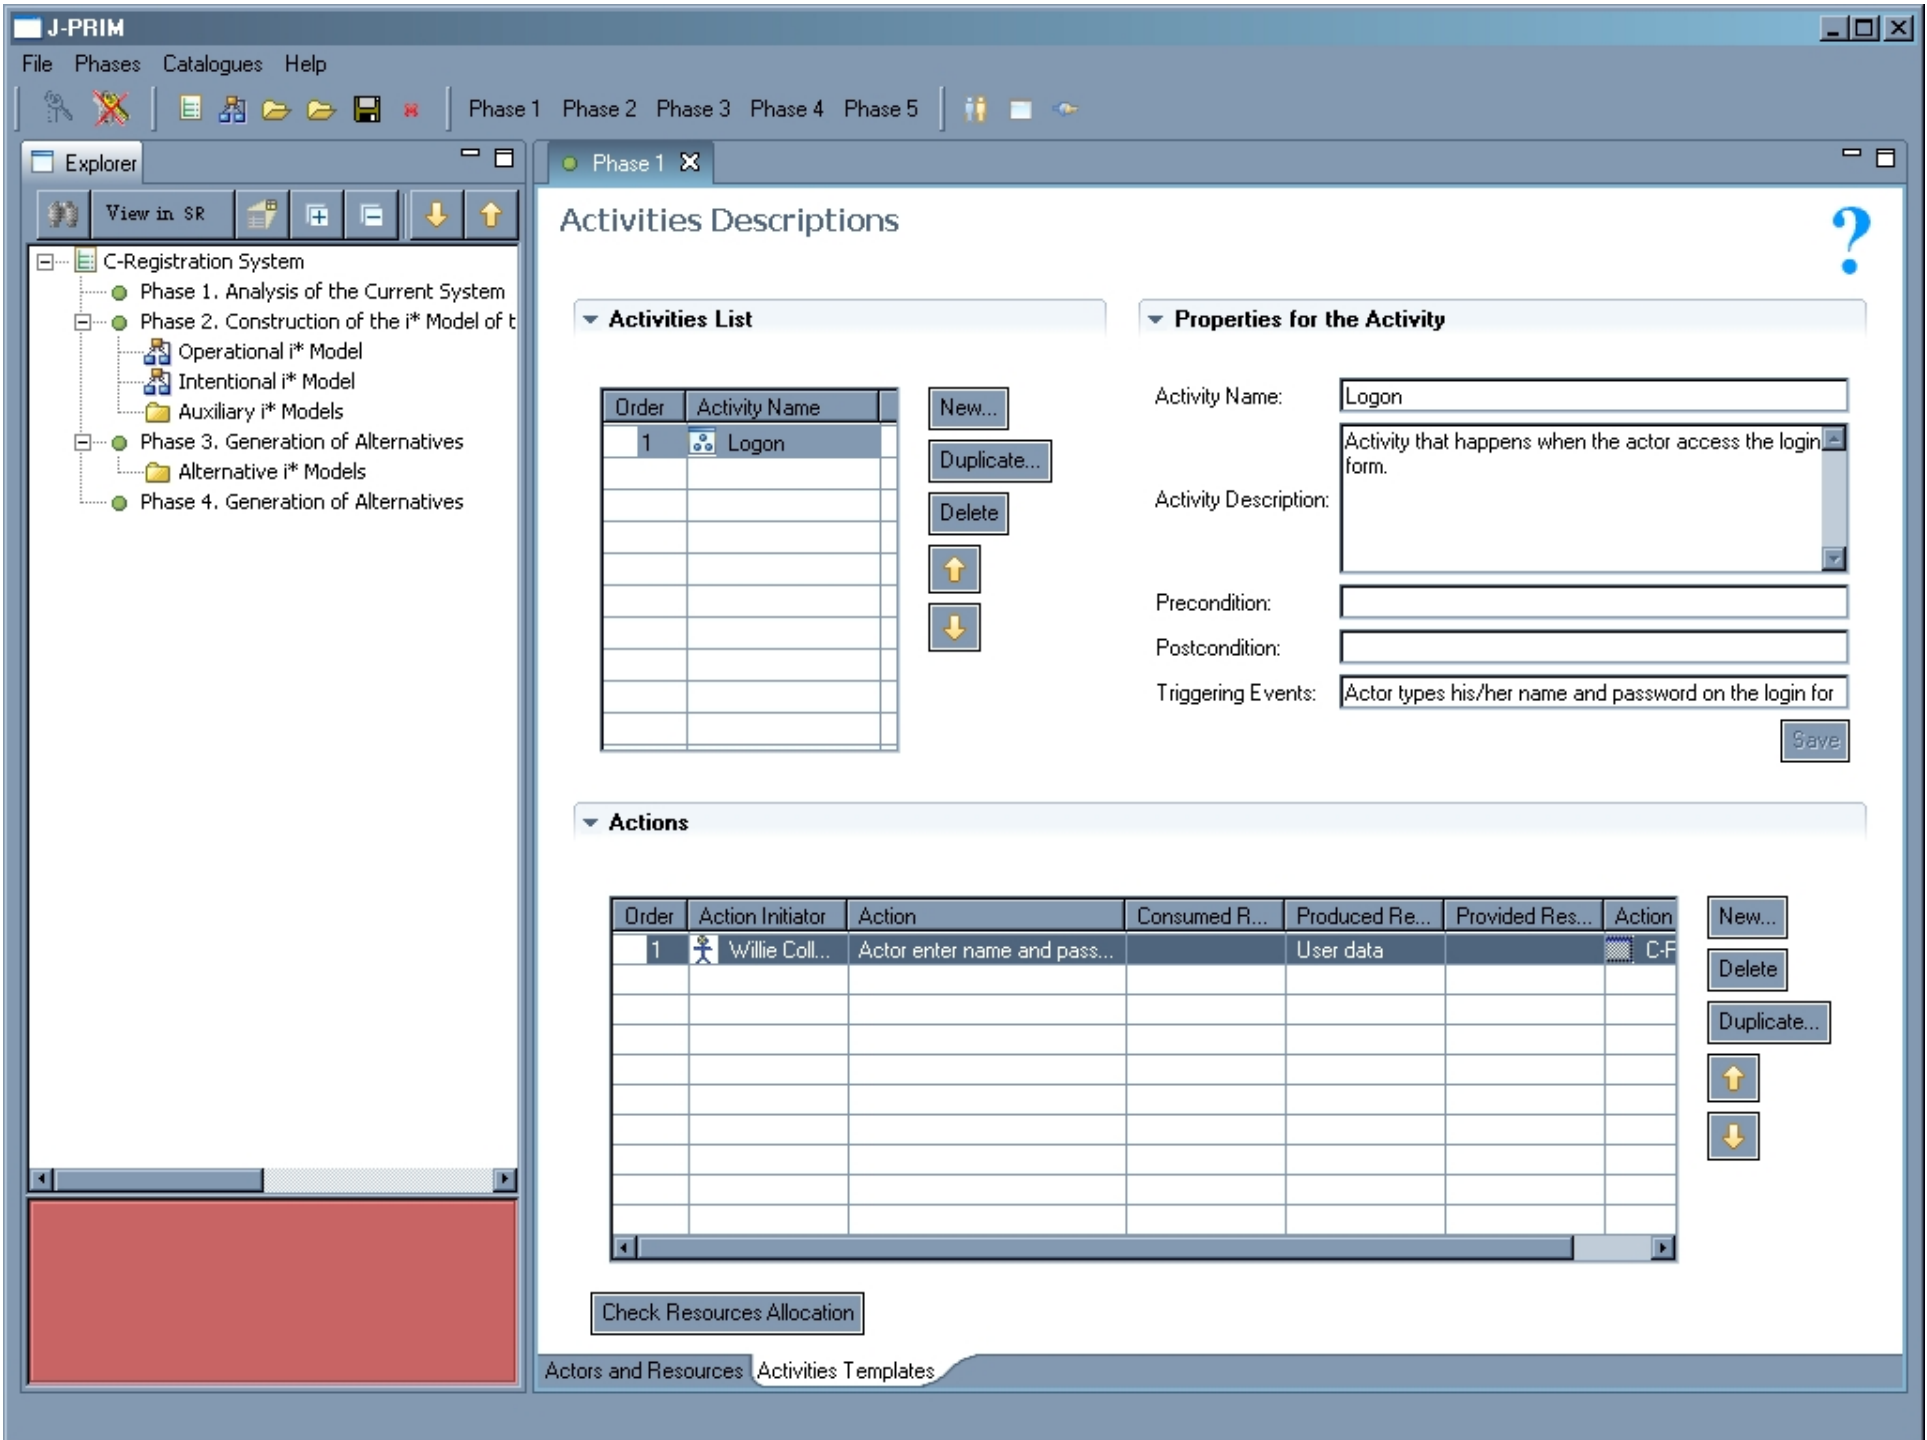 J-PRIM
File Phases Catalogues Help
Phase 1 Phase 2 Phase 3 Phase 4 Phase 5
Explorer
View in SR
C-Registration System
Phase 1. Analysis of the Current System
Phase 2. Construction of the i* Model of t
Operational i* Model
Intentional i* Model
Auxiliary i* Models
Phase 3. Generation of Alternatives
Alternative i* Models
Phase 4. Generation of Alternatives
Phase 1
Activities Descriptions
?
Activities List
Order Activity Name
1 Logon
New...
Duplicate...
Delete
Properties for the Activity
Activity Name: Logon
Activity Description: Activity that happens when the actor access the login
form.
Precondition:
Postcondition:
Triggering Events: Actor types his/her name and password on the login for
Save
Actions
Order Action Initiator Action Consumed R... Produced Re... Provided Res... Action
1 Willie Coll... Actor enter name and pass... User data C-F
New...
Delete
Duplicate...
Check Resources Allocation
Actors and Resources Activities Templates